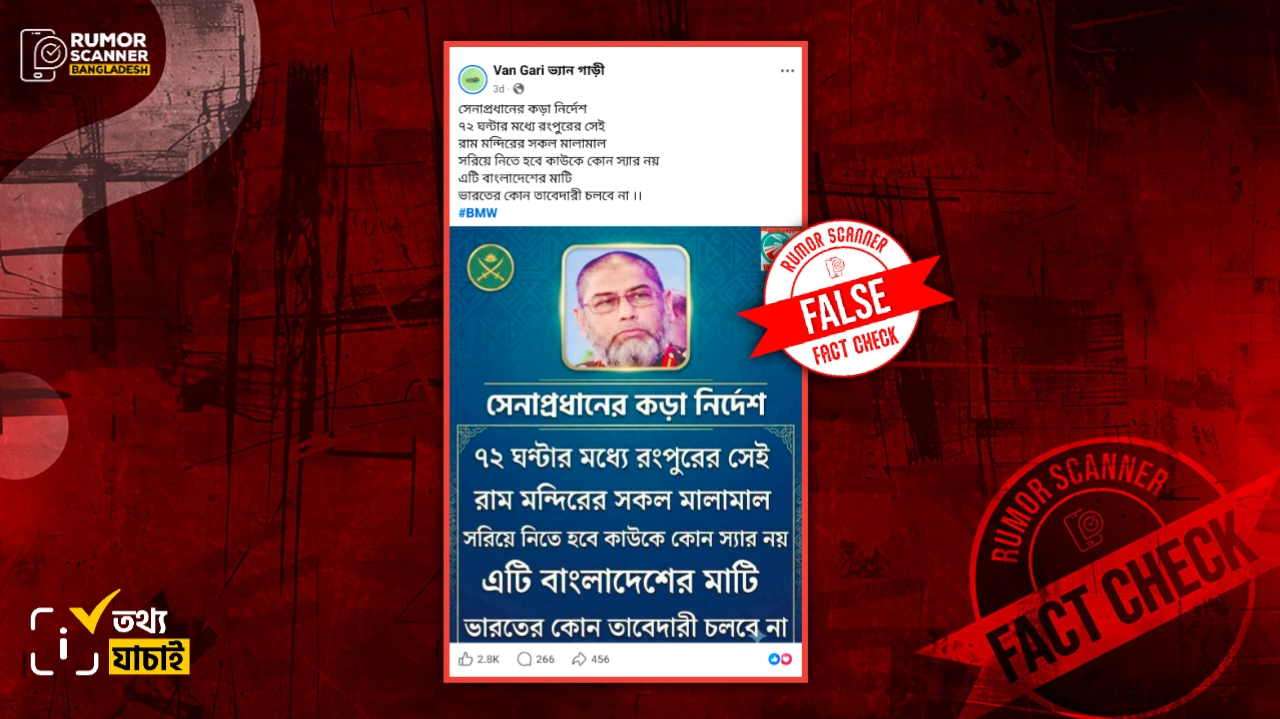 RUMOR
SCANNER
BANGLADESH
Van Gari ভ্যান গাড়ী
3d
সেনাপ্রধানের কড়া নির্দেশ
৭২ ঘন্টার মধ্যে রংপুরের সেই
রাম মন্দিরের সকল মালামাল
সরিয়ে নিতে হবে কাউকে কোন স্যার নয়
এটি বাংলাদেশের মাটি
ভারতের কোন তাবেদারী চলবে না ।।
#BMW
সেনাপ্রধানের কড়া নির্দেশ
৭২ ঘণ্টার মধ্যে রংপুরের সেই
রাম মন্দিরের সকল মালামাল
সরিয়ে নিতে হবে কাউকে কোন স্যার নয়
এটি বাংলাদেশের মাটি
ভারতের কোন তাবেদারী চলবে না
2.8K 266 456
RUMOR SCANNER
FALSE
FACT CHECK
RUMOR SCANNER
FACT CHECK
তথ্য
যাচাই